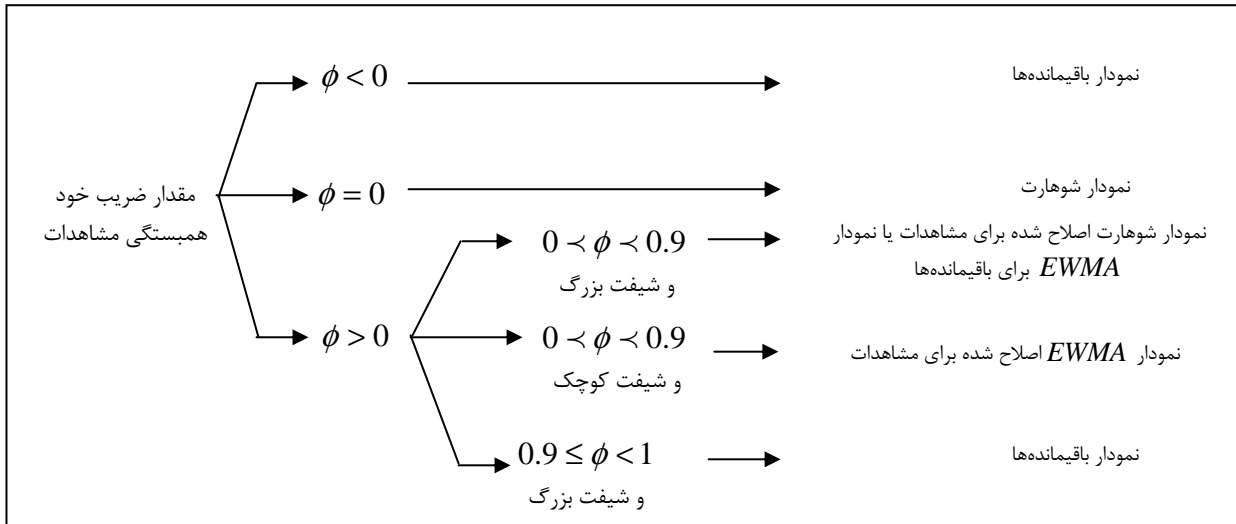 ϕ < 0
نمودار باقیمانده‌ها
مقدار ضریب خود
همبستگی مشاهدات
ϕ = 0
نمودار شوهارت
0 ≺ ϕ ≺ 0.9
و شیفت بزرگ
نمودار شوهارت اصلاح شده برای مشاهدات یا نمودار
EWMA برای باقیمانده‌ها
ϕ > 0
0 ≺ ϕ ≺ 0.9
و شیفت کوچک
نمودار EWMA اصلاح شده برای مشاهدات
0.9 ≤ ϕ < 1
و شیفت بزرگ
نمودار باقیمانده‌ها